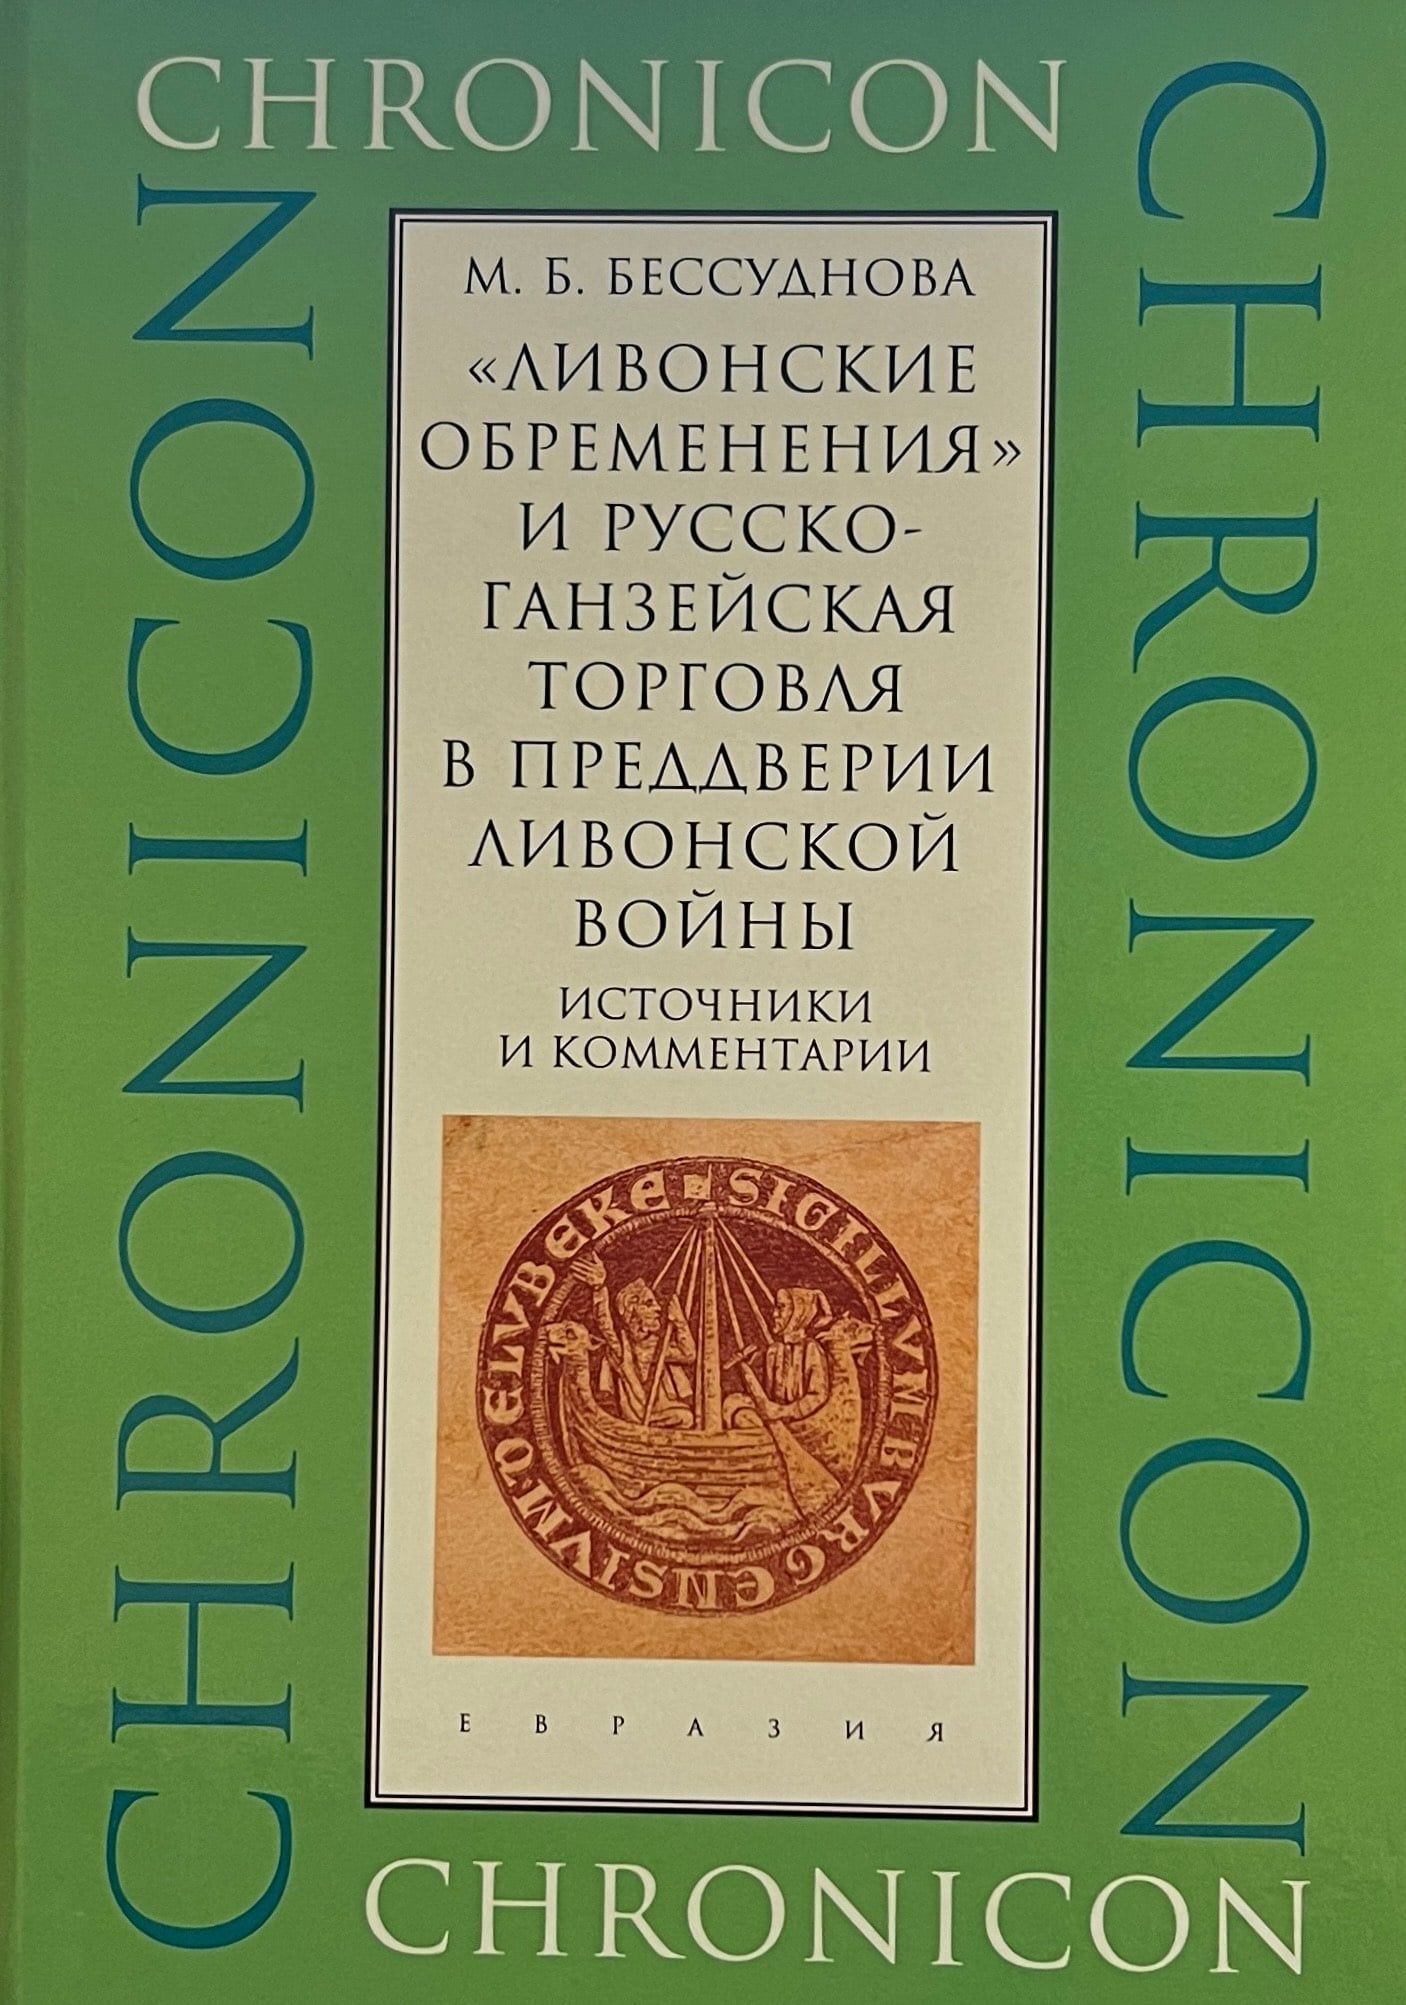 CHRONICON
CHRONICON
CHRONICON
М. Б. БЕССУДНОВА
«ЛИВОНСКИЕ
ОБРЕМЕНЕНИЯ»
И РУССКО-
ГАНЗЕЙСКАЯ
ТОРГОВЛЯ
В ПРЕДДВЕРИИ
ЛИВОНСКОЙ
ВОЙНЫ
ИСТОЧНИКИ
И КОММЕНТАРИИ
SIGILLVM BVRGENSIVM DE LVBEKE
ЕВРАЗИЯ
CHRONICON